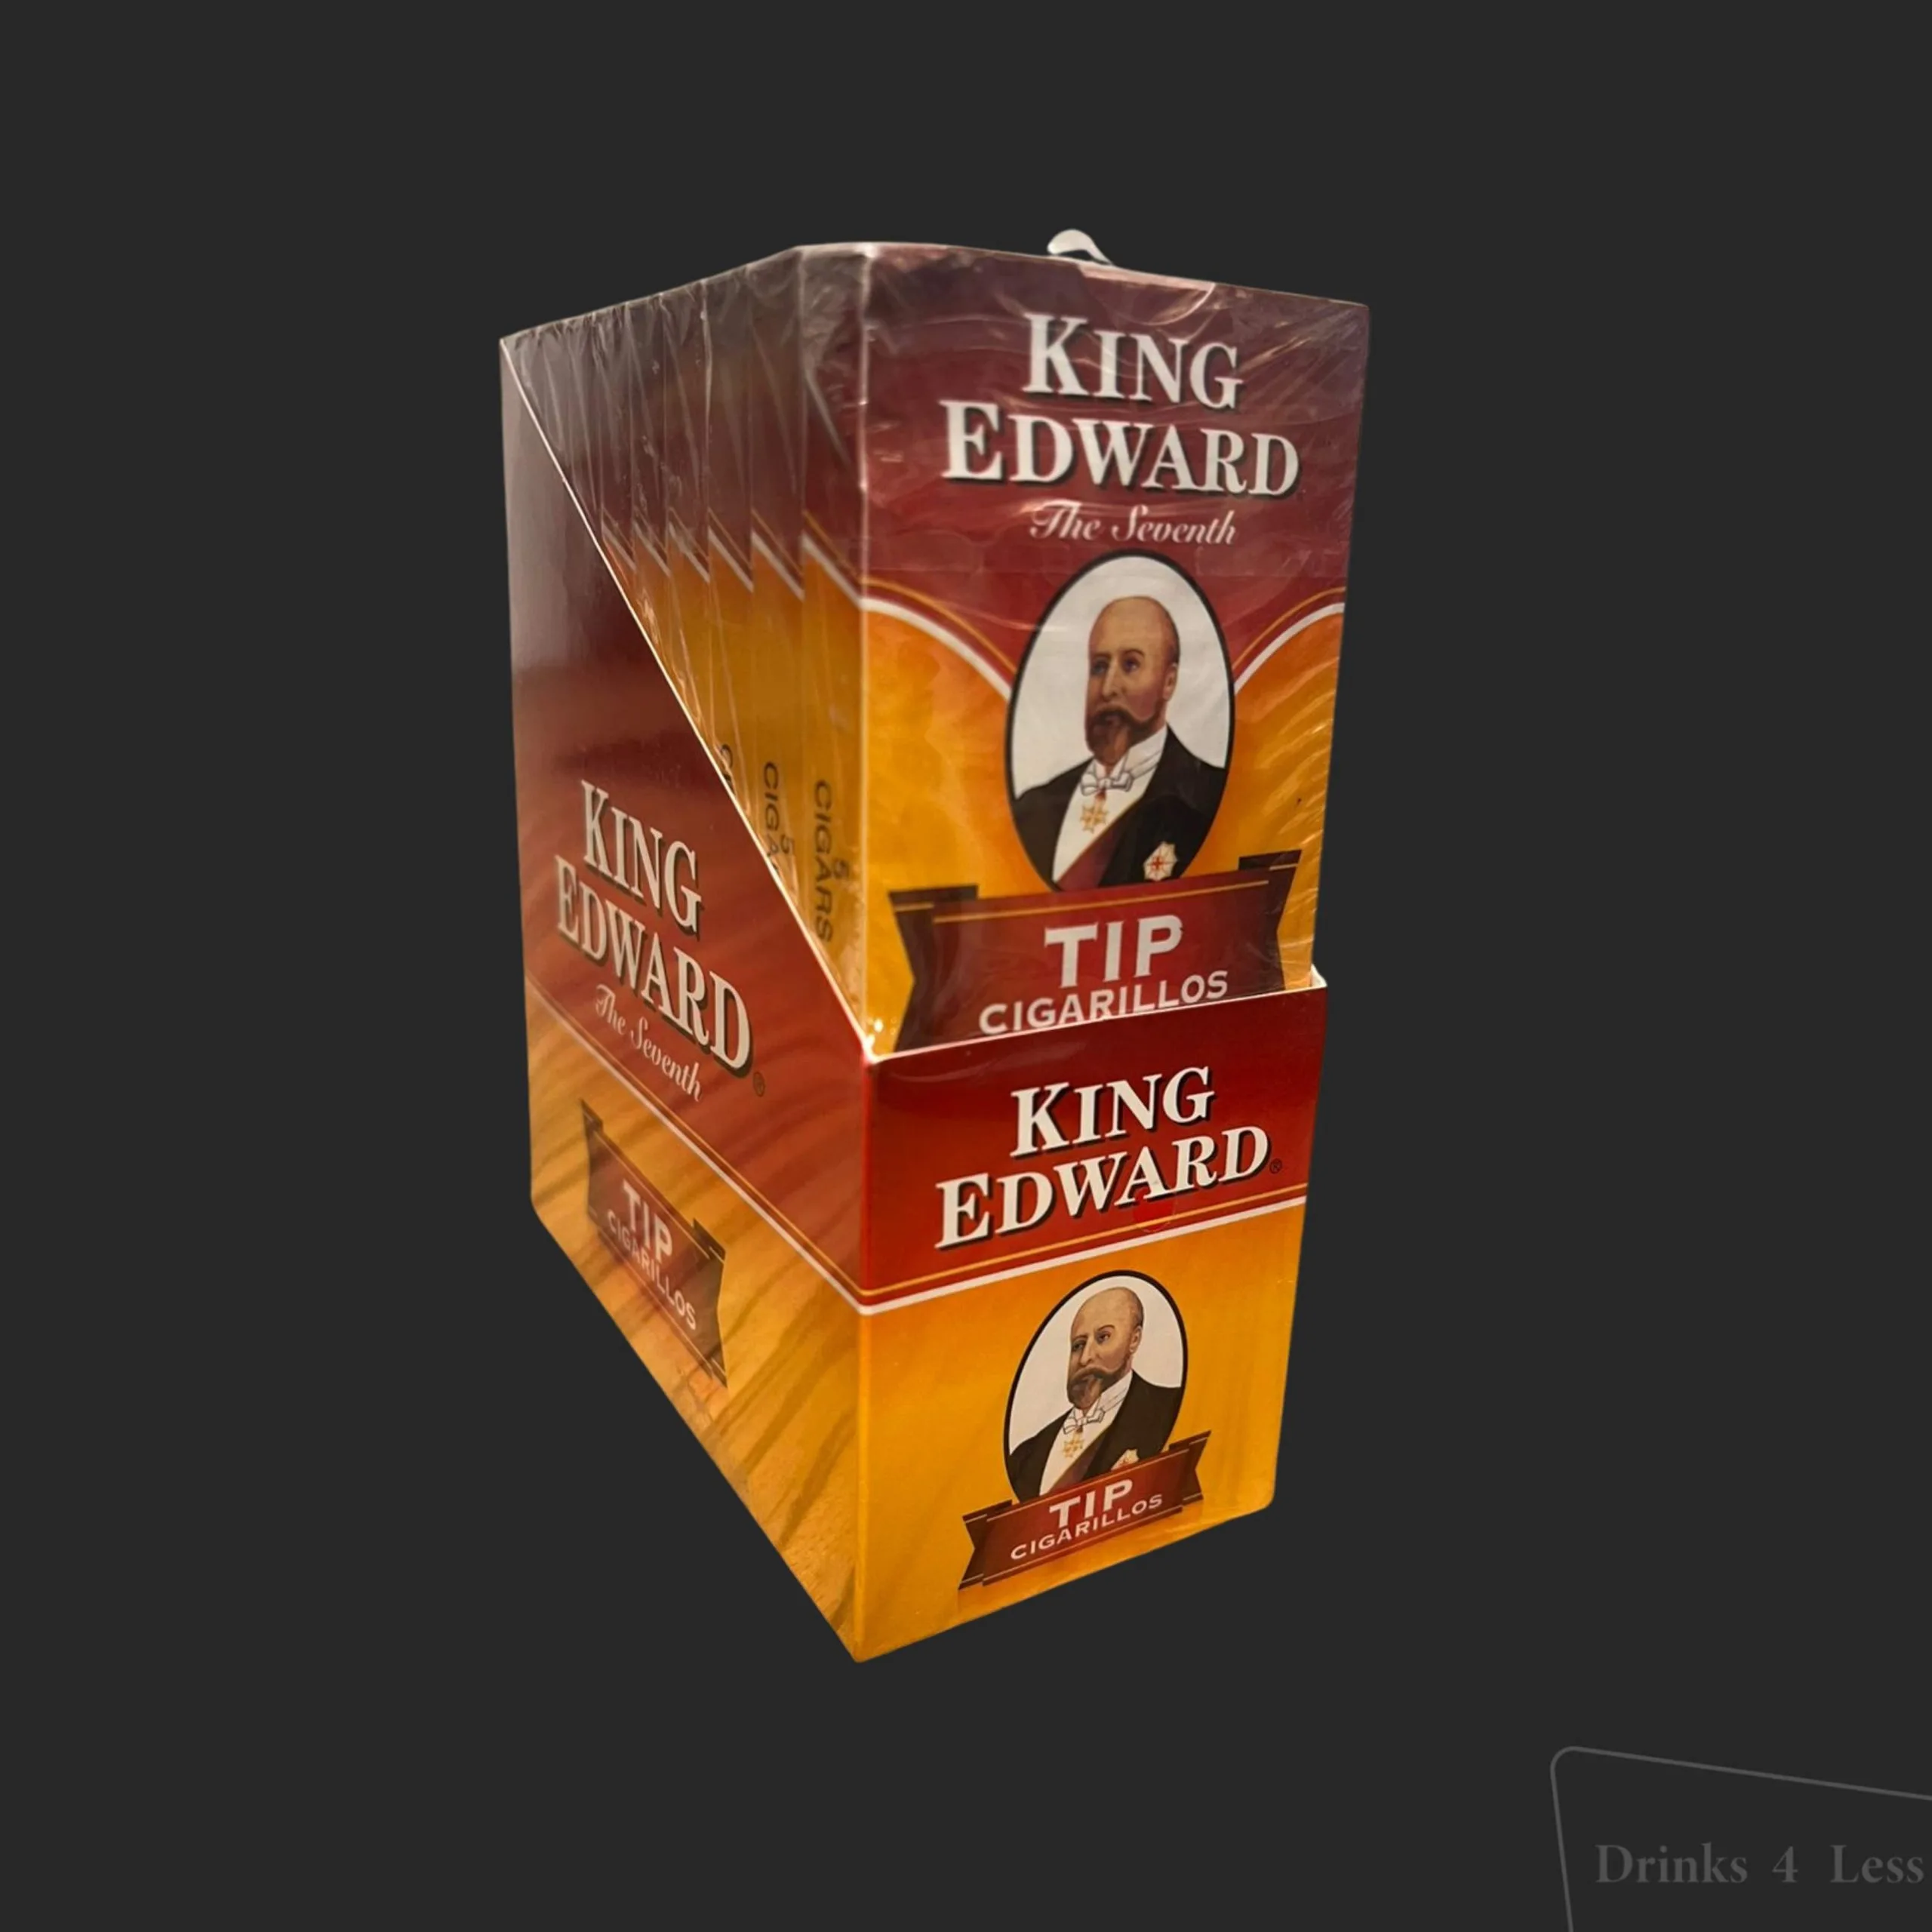 KING
EDWARD
The Seventh
TIP
CIGARILLOS
KING
EDWARD®
TIP
CIGARILLOS
KING
EDWARD®
The Seventh
TIP
CIGARILLOS
5
CIGARS
5
Drinks 4 Less